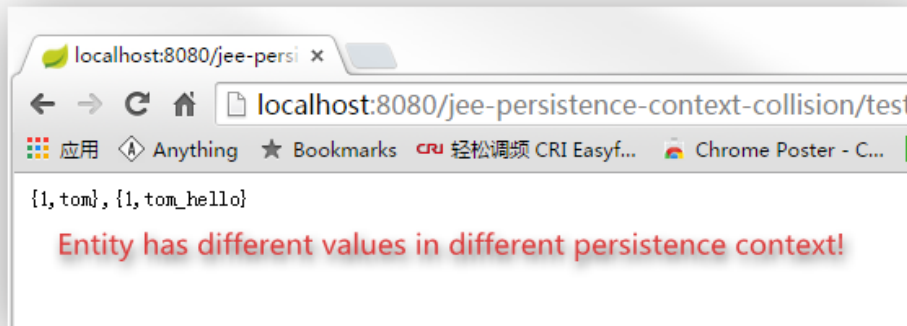 localhost:8080/jee-persi
localhost:8080/jee-persistence-context-collision/test
应用 Anything Bookmarks CRI 轻松调频 CRI Easyf... Chrome Poster - C...
{1,tom},{1,tom_hello}
Entity has different values in different persistence context!